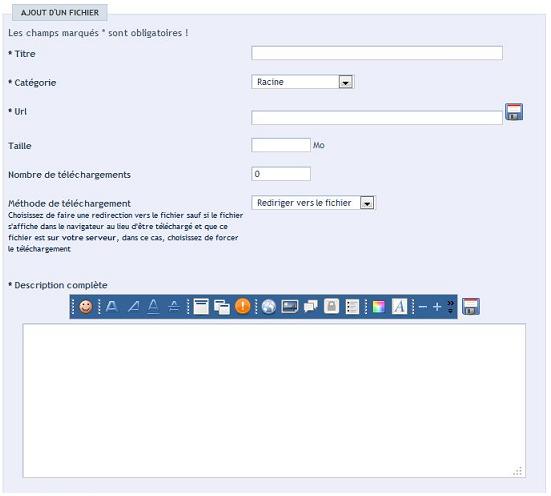 AJOUT D'UN FICHIER
Les champs marqués * sont obligatoires !
* Titre
* Catégorie
Racine
* Url
Taille
Mo
Nombre de téléchargements
0
Méthode de téléchargement
Rediriger vers le fichier
Choisissez de faire une redirection vers le fichier sauf si le fichier
s'affiche dans le navigateur au lieu d'être téléchargé et que ce
fichier est sur votre serveur, dans ce cas, choisissez de forcer
le téléchargement
* Description complète